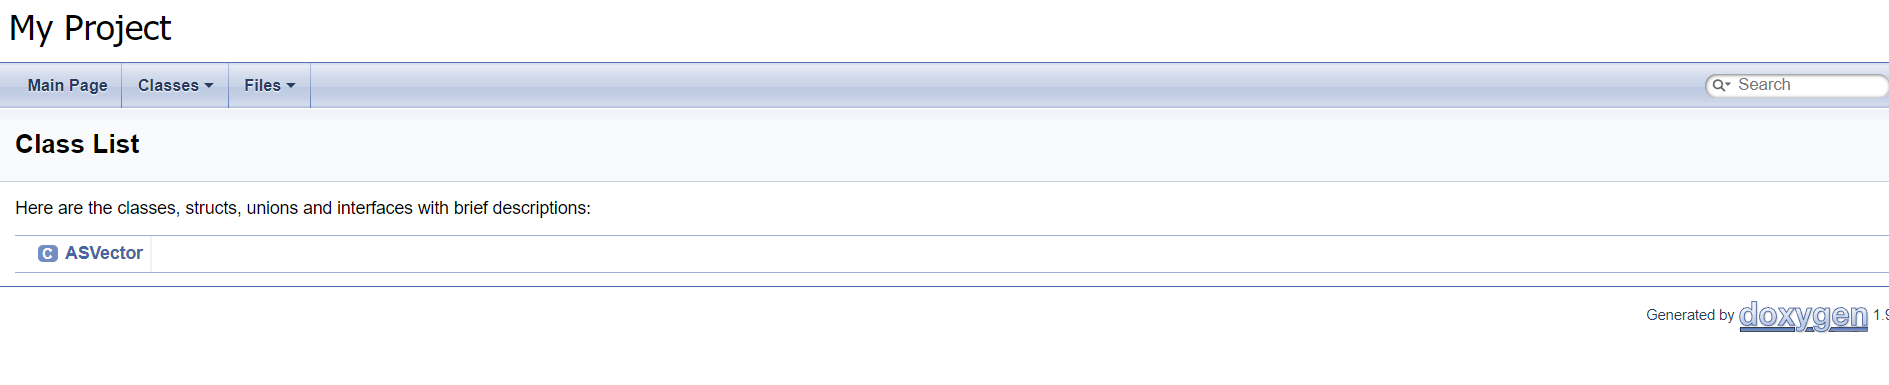 My Project
Main Page Classes Files Search
Class List
Here are the classes, structs, unions and interfaces with brief descriptions:
C ASVector
Generated by doxygen 1.9